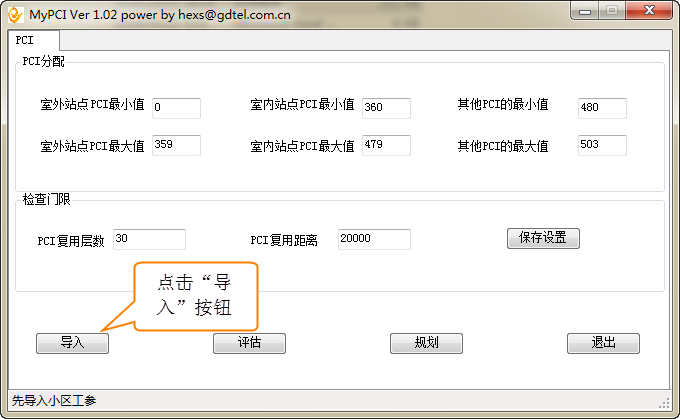 MyPCI Ver 1.02 power by hexs@gdtel.com.cn
PCI
PCI分配
室外站点PCI最小值 0 室内站点PCI最小值 360 其他PCI的最小值 480
室外站点PCI最大值 359 室内站点PCI最大值 479 其他PCI的最大值 503
检查门限
PCI复用层数 30 PCI复用距离 20000 保存设置
点击“导
入”按钮
导入 评估 规划 退出
先导入小区工参